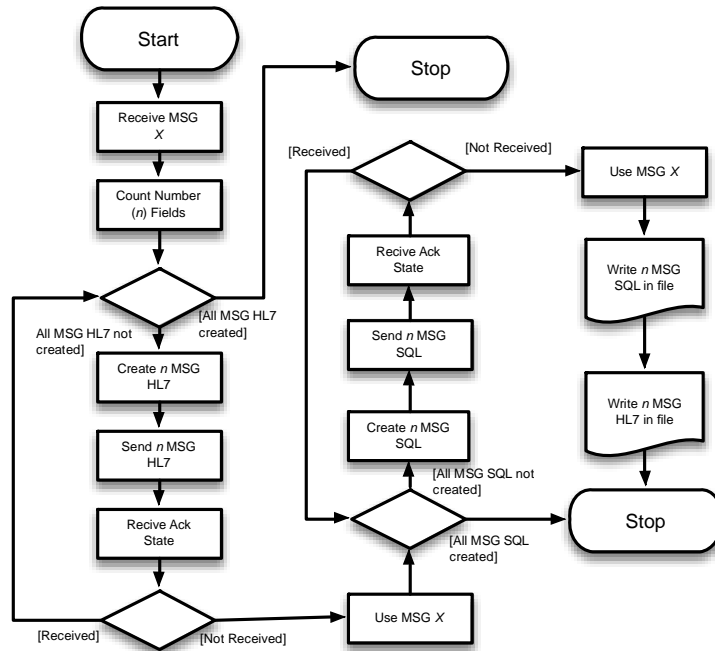 Start
Stop
Receive MSG
X
Count Number
(n) Fields
All MSG HL7 not
created]
[All MSG HL7
created]
Create n MSG
HL7
Send n MSG
HL7
Recive Ack
State
[Received]
[Not Received]
Use MSG X
[All MSG SQL not
created]
[All MSG SQL
created]
Create n MSG
SQL
Send n MSG
SQL
Recive Ack
State
[Received]
[Not Received]
Use MSG X
Write n MSG
SQL in file
Write n MSG
HL7 in file
Stop